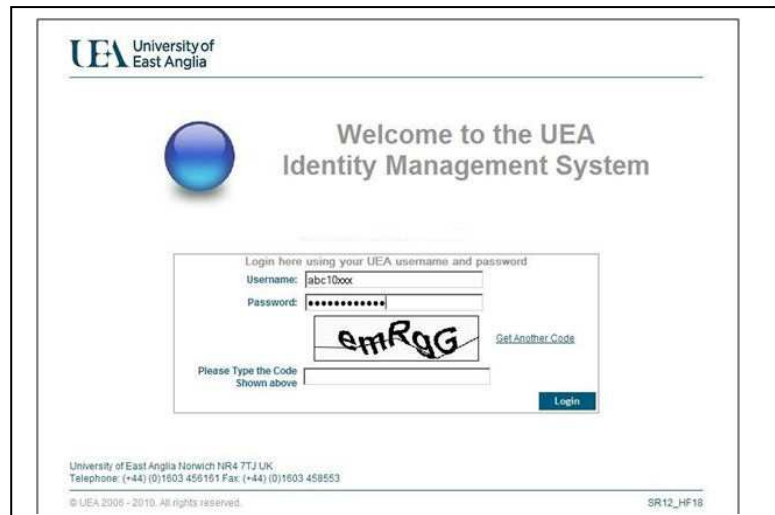 UEA University of
East Anglia
Welcome to the UEA
Identity Management System
Login here using your UEA username and password
Username: abc10xxx
Password: ••••••••••••
emRgG Get Another Code
Please Type the Code
Shown above
Login
University of East Anglia Norwich NR4 7TJ UK
Telephone: (+44) (0)1603 456161 Fax: (+44) (0)1603 458553
© UEA 2006 - 2010. All rights reserved. SR12_HF18